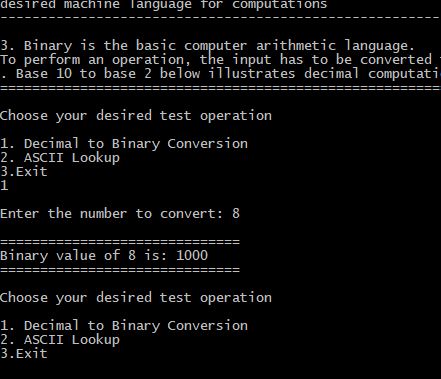 desired machine language for computations
-------------------------------------------------------
3. Binary is the basic computer arithmetic language.
To perform an operation, the input has to be converted
. Base 10 to base 2 below illustrates decimal computati
=======================================================
Choose your desired test operation
1. Decimal to Binary Conversion
2. ASCII Lookup
3.Exit
1
Enter the number to convert: 8
==============================
Binary value of 8 is: 1000
==============================
Choose your desired test operation
1. Decimal to Binary Conversion
2. ASCII Lookup
3.Exit